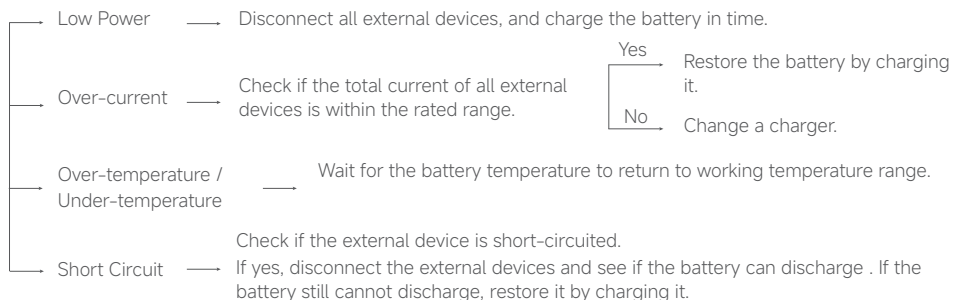 Low Power
Disconnect all external devices, and charge the battery in time.
Over-current
Check if the total current of all external
devices is within the rated range.
Yes
Restore the battery by charging
it.
No
Change a charger.
Over-temperature /
Under-temperature
Wait for the battery temperature to return to working temperature range.
Short Circuit
Check if the external device is short-circuited.
If yes, disconnect the external devices and see if the battery can discharge . If the
battery still cannot discharge, restore it by charging it.